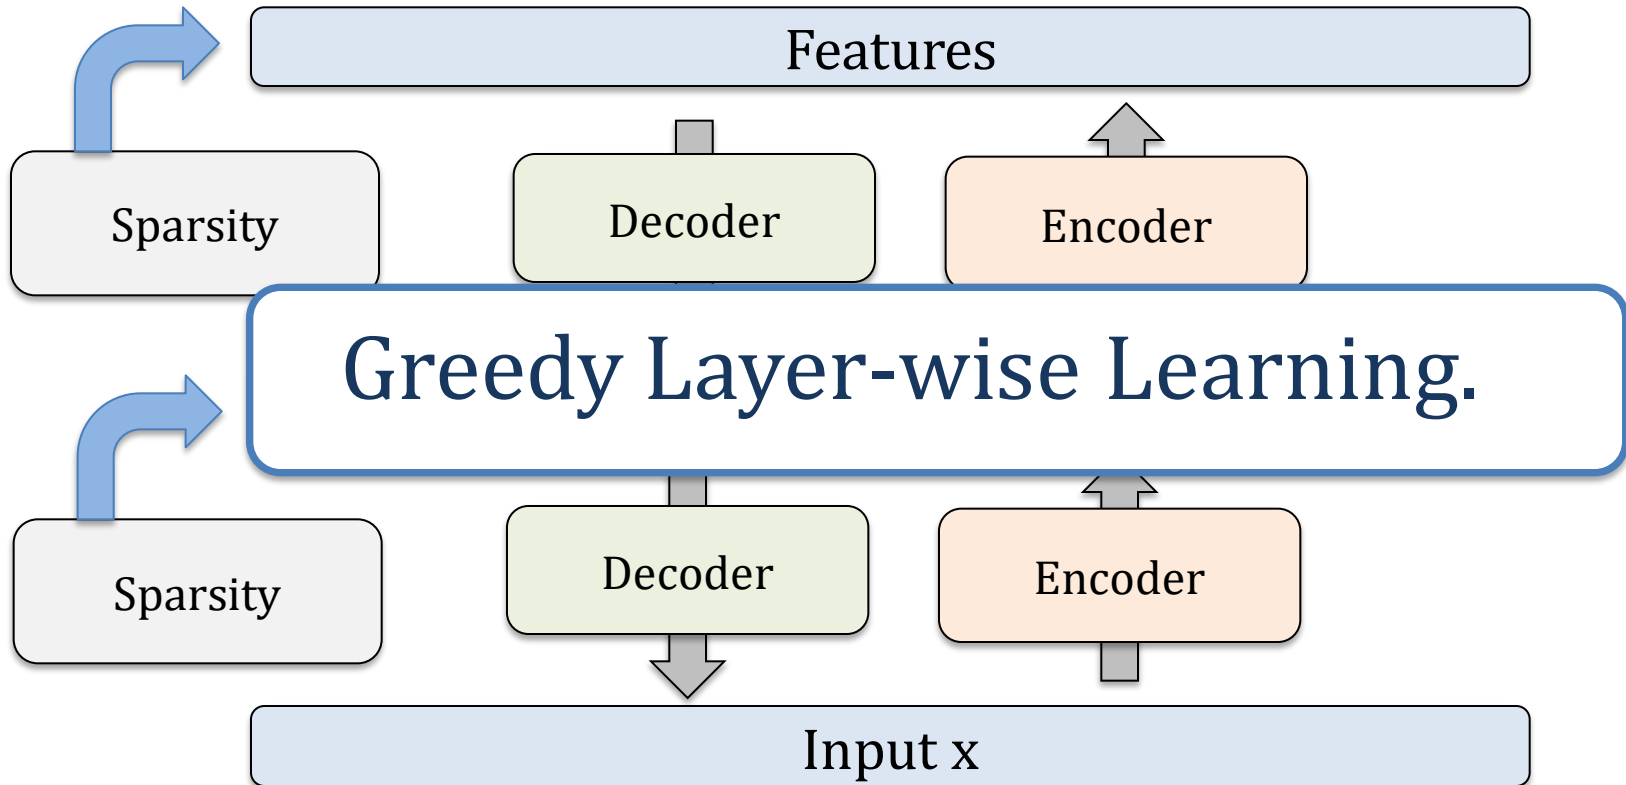 Features
Sparsity
Decoder
Encoder
Greedy Layer-wise Learning.
Sparsity
Decoder
Encoder
Input x